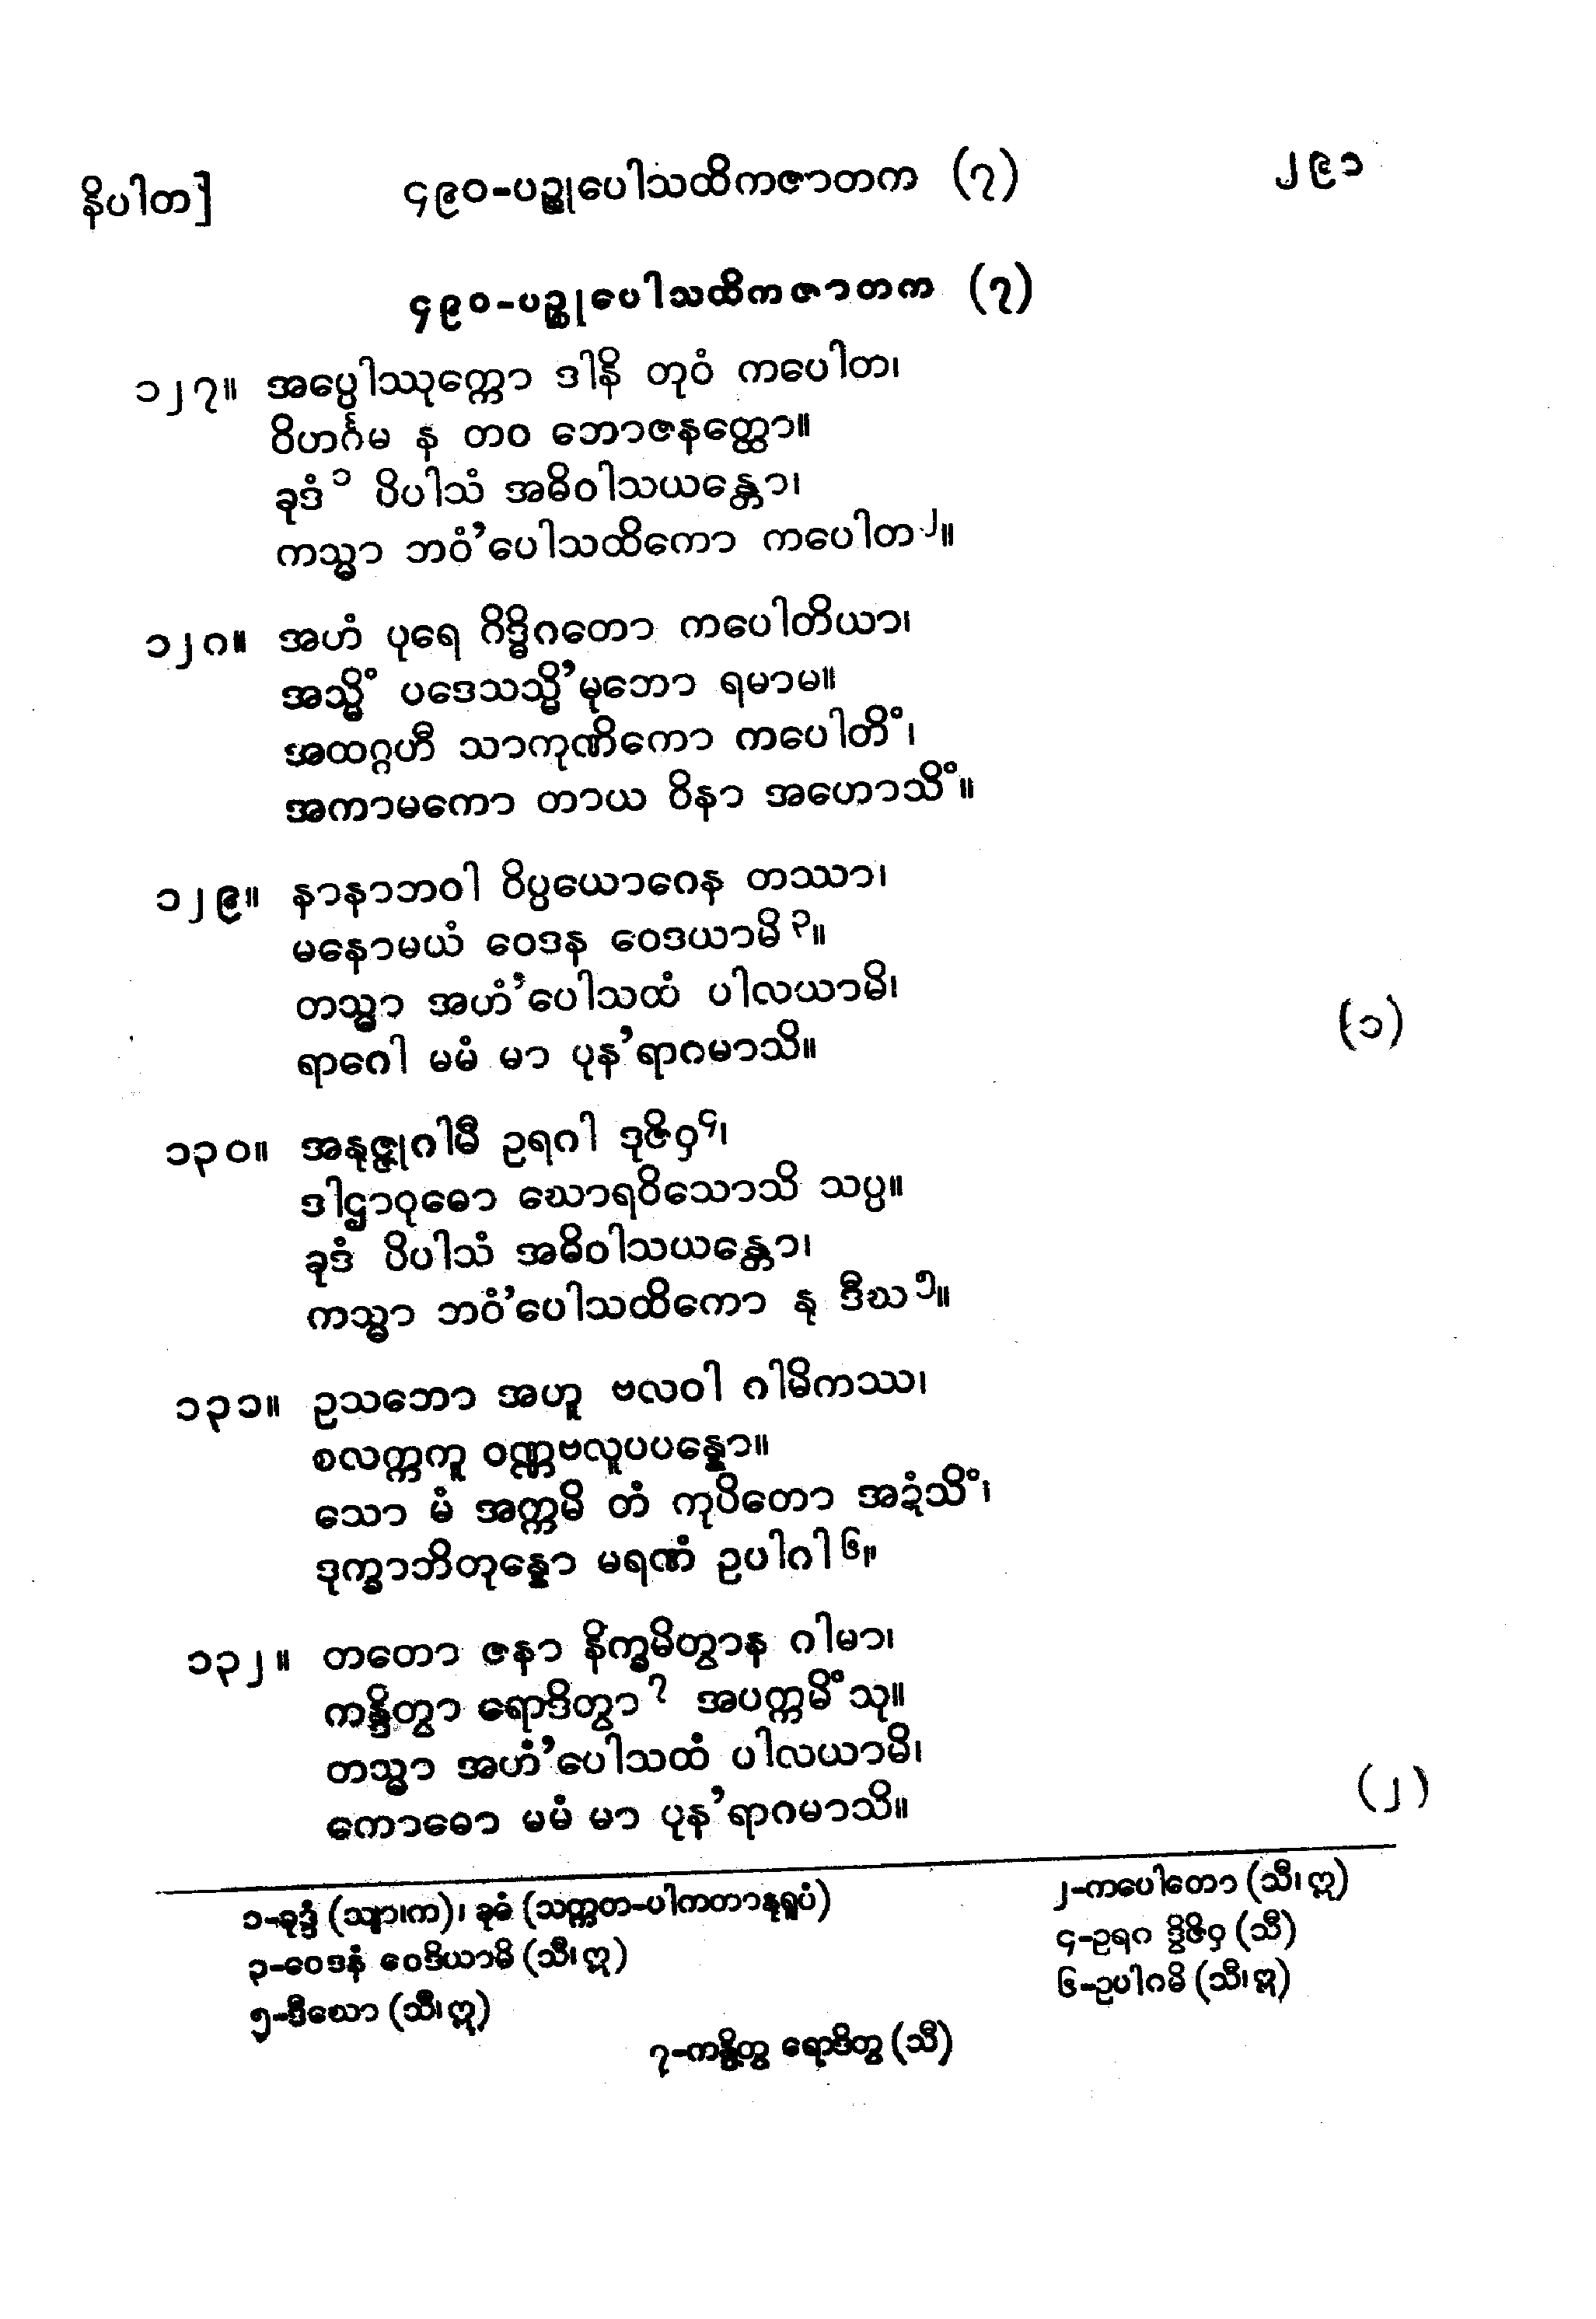 နိပါတ]	၄၉၀-ပဉ္စုပေါသထိကဇာတက (၇)	၂၉၁
၄၉၀-ပဉ္စုပေါသထိကဇာတက (၇)
၁၂၇။ အပ္ပေါဿုက္ကော ဒါနိ တုဝံ ကပေါတ၊
ဝိဟင်္ဂမ န တဝ ဘောဇနတ္ထော။
ခုဒံ ၁ ပိပါသံ အဓိဝါသယန္တော၊
ကသ္မာ ဘဝံ’ပေါသထိကော ကပေါတ ၂။
၁၂၈။ အဟံ ပုရေ ဂိဒ္ဓိဂတော ကပေါတိယာ၊
အသ္မိံ ပဒေသသ္မိ’မုဘော ရမာမ။
အထဂ္ဂဟီ သာကုဏိကော ကပေါတိံ၊
အကာမကော တာယ ဝိနာ အဟောသိံ။
၁၂၉။ နာနာဘဝါ ဝိပ္ပယောဂေန တဿာ၊
မနောမယံ ဝေဒန ဝေဒယာမိ ၃။
တသ္မာ အဟံ’ပေါသထံ ပါလယာမိ၊
ရာဂေါ မမံ မာ ပုန’ရာဂမာသိ။	(၁)
၁၃၀။ အနုဇ္ဇုဂါမီ ဥရဂါ ဒုဇိဝှ ၄၊
ဒါဌာဝုဓော ဃောရဝိသောသိ သပ္ပ။
ခုဒံ ပိပါသံ အဓိဝါသယန္တော၊
ကသ္မာ ဘဝံ’ပေါသထိကော နု ဒီဃ ၅။
၁၃၁။ ဥသဘော အဟူ ဗလဝါ ဂါမိကဿ၊
စလက္ကကူ ဝဏ္ဏဗလူပပန္နော။
သော မံ အက္ကမိ တံ ကုပိတော အဍံသိံ၊
ဒုက္ခာဘိတုန္နော မရဏံ ဥပါဂါ ၆။
၁၃၂။ တတော ဇနာ နိက္ခမိတွာန ဂါမာ၊
ကန္ဒိတွာ ရောဒိတွာ ၇ အပက္ကမိံသု။
တသ္မာ အဟံ’ပေါသထံ ပါလယာမိ၊
ကောဓော မမံ မာ ပုန’ရာဂမာသိ။	(၂)
၁-ခုဒ္ဒံ (သျာ၊က)၊ ခုဓံ (သက္ကတ-ပါကတာနုရူပံ)	၂-ကပေါတော (သီ၊ဣ)
၃-ဝေဒနံ ဝေဒိယာမိ (သီ၊ဣ)	၄-ဥရဂ ဒွိဇိဝှ (သီ)
၅-ဒီဃော (သီ၊ဣ)	၆-ဥပါဂမိ (သီ၊ဣ)
၇-ကန္ဒိတွ ရောဒိတွ (သီ)